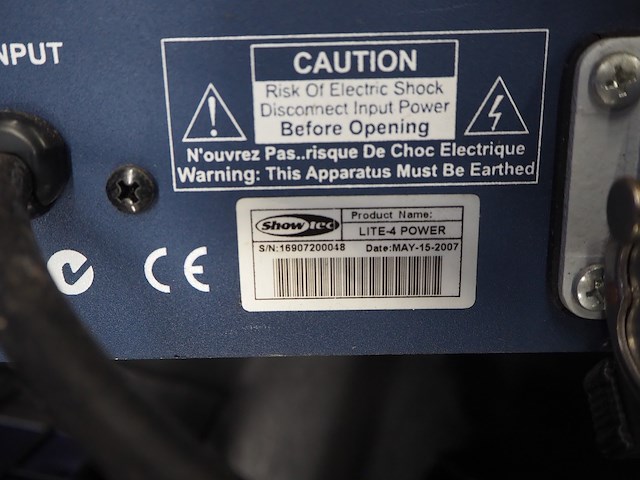 NPUT
CAUTION
Risk Of Electric Shock
Disconnect Input Power
Before Opening
N'ouvrez Pas..risque De Choc Electrique
Warning: This Apparatus Must Be Earthed
Showtec
Product Name:
LITE-4 POWER
S/N:16907200048 Date:MAY-15-2007
CE